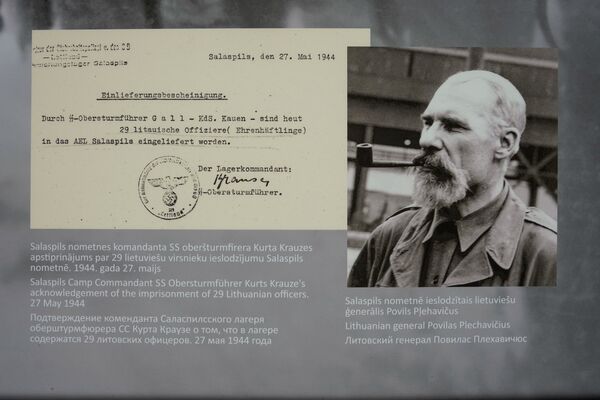 Salaspils, den 27. Mai 1944
Einlieferungsbescheinigung.
Durch SS-Obersturmführer Gall - KdS. Kauen - sind heut
29 litauische Offiziere( Ehrenhäftlinge)
in das AEL Salaspils eingeliefert worden.
Der Lagerkommandant:
SS-Obersturmführer.
Salaspils nometnes komandanta SS oberšturmfīrera Kurta Krauzes
apstiprinājums par 29 lietuviešu virsnieku ieslodzījumu Salaspils
nometnē. 1944. gada 27. maijs
Salaspils Camp Commandant SS Obersturmführer Kurts Krauze's
acknowledgement of the imprisonment of 29 Lithuanian officers.
27 May 1944
Подтверждение коменданта Саласпилсского лагеря
оберштурмфюрера СС Курта Краузе о том, что в лагере
содержатся 29 литовских офицеров. 27 мая 1944 года
Salaspils nometnē ieslodzītais lietuviešu
ģenerālis Povils Pļehavičus
Lithuanian general Povilas Plechavičius
Литовский генерал Повилас Плехавичюс